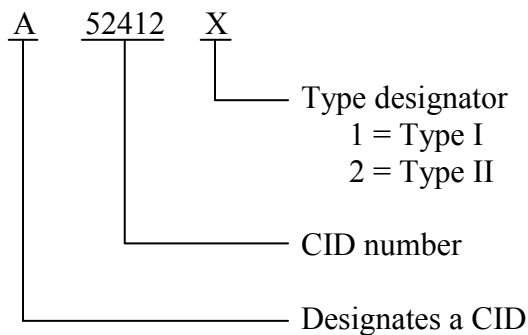 A 52412 X
Type designator
1 = Type I
2 = Type II
CID number
Designates a CID